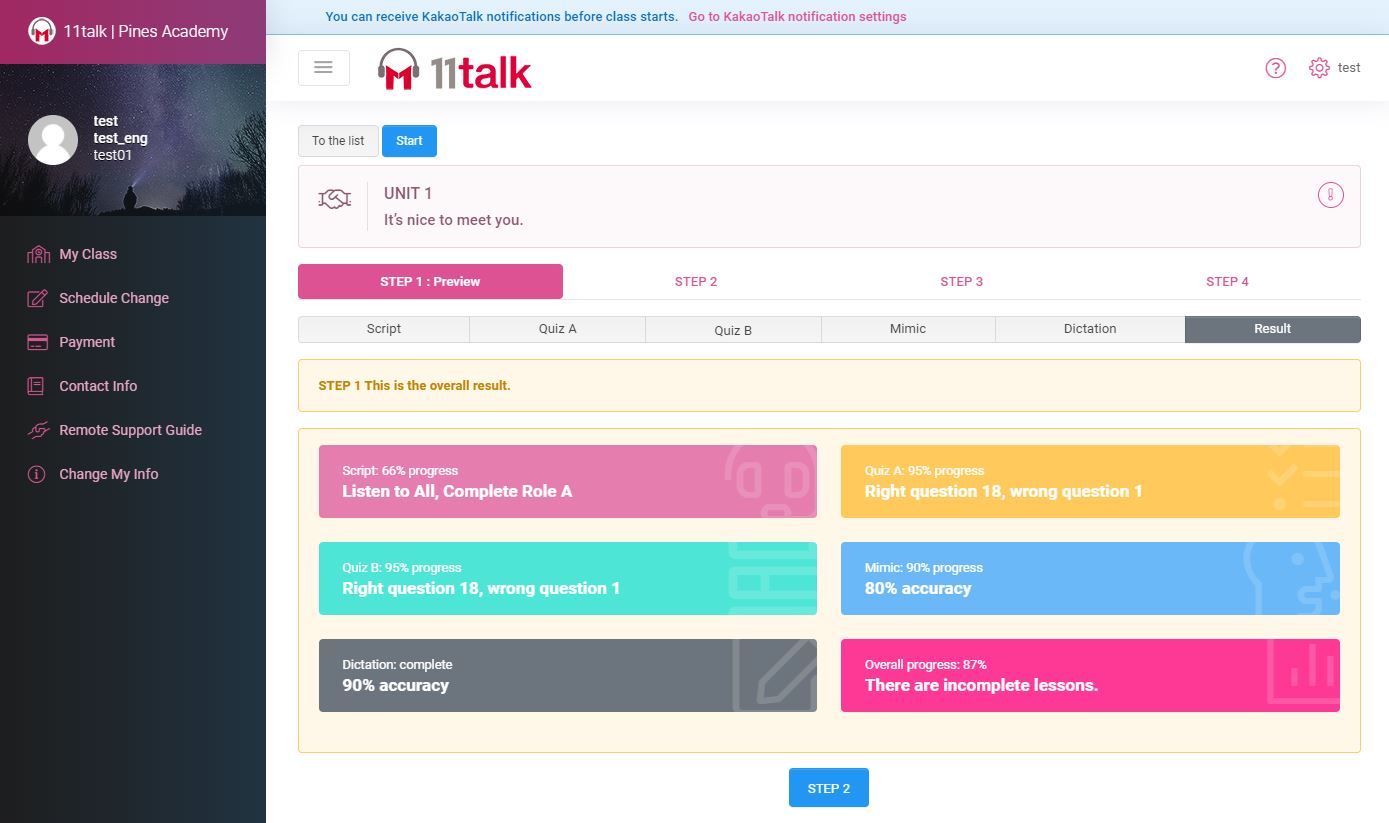 11talk | Pines Academy
You can receive KakaoTalk notifications before class starts. Go to KakaoTalk notification settings
11talk
test
test
test_eng
test01
My Class
Schedule Change
Payment
Contact Info
Remote Support Guide
Change My Info
To the list
Start
UNIT 1
It's nice to meet you.
STEP 1 : Preview
STEP 2
STEP 3
STEP 4
Script
Quiz A
Quiz B
Mimic
Dictation
Result
STEP 1 This is the overall result.
Script: 66% progress
Listen to All, Complete Role A
Quiz A: 95% progress
Right question 18, wrong question 1
Quiz B: 95% progress
Right question 18, wrong question 1
Mimic: 90% progress
80% accuracy
Dictation: complete
90% accuracy
Overall progress: 87%
There are incomplete lessons.
STEP 2